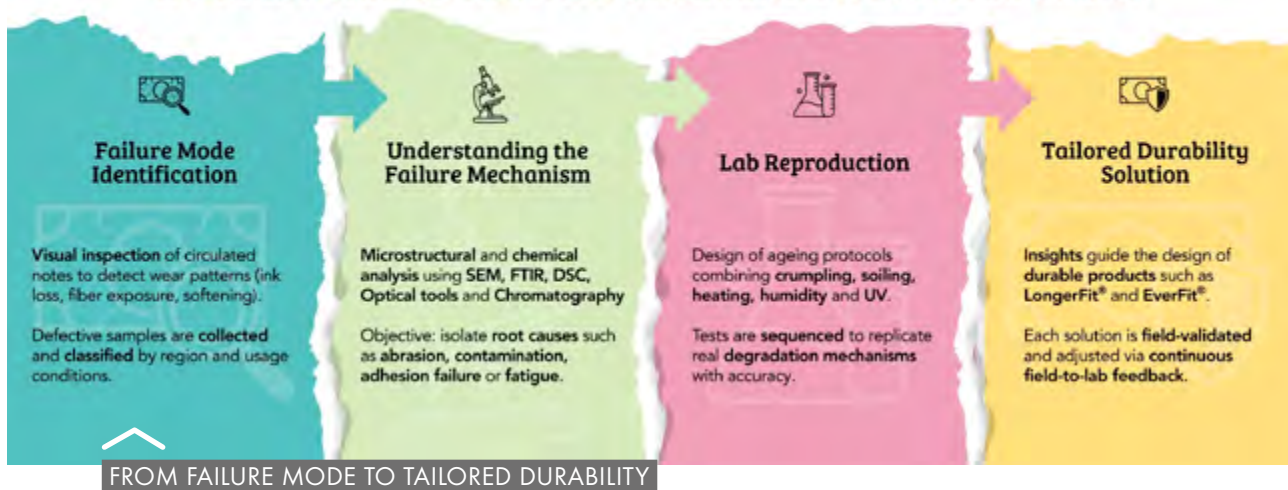 Failure Mode
Identification
Visual inspection of circulated
notes to detect wear patterns (ink
loss, fiber exposure, softening).
Defective samples are collected
and classified by region and usage
conditions.
Understanding the
Failure Mechanism
Microstructural and chemical
analysis using SEM, FTIR, DSC,
Optical tools and Chromatography
Objective: isolate root causes such
as abrasion, contamination,
adhesion failure or fatigue.
Lab Reproduction
Design of ageing protocols
combining crumpling, soiling,
heating, humidity and UV.
Tests are sequenced to replicate
real degradation mechanisms
with accuracy.
Tailored Durability
Solution
Insights guide the design of
durable products such as
LongerFit® and EverFit®.
Each solution is field-validated
and adjusted via continuous
field-to-lab feedback.
FROM FAILURE MODE TO TAILORED DURABILITY